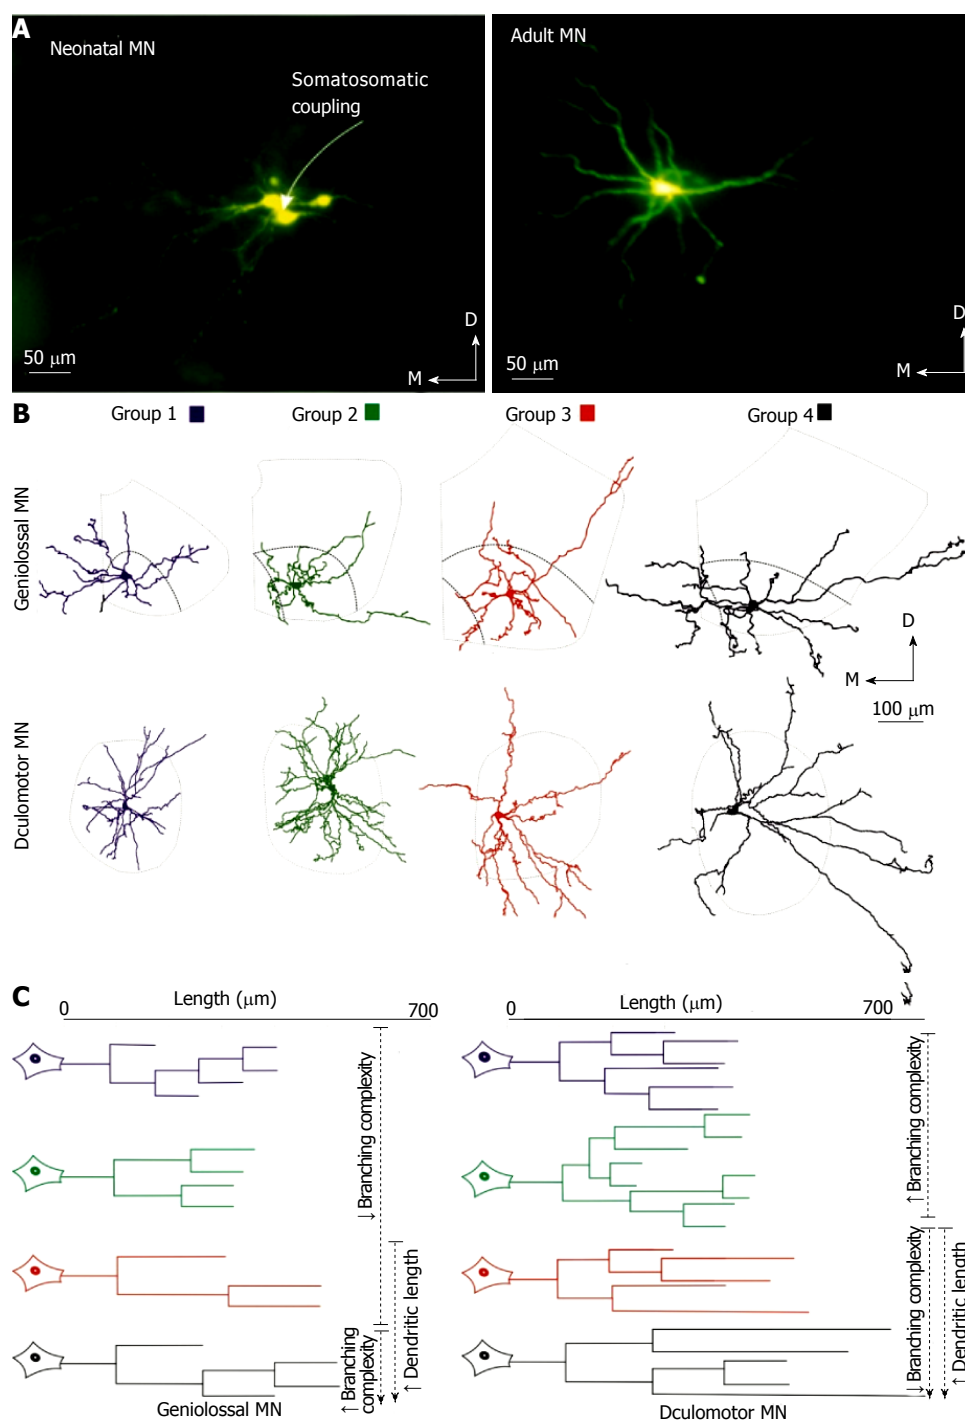 A
Neonatal MN
Somatosomatic
coupling
D
M
50 μm
Adult MN
D
M
50 μm
B
Group 1
Group 2
Group 3
Group 4
Geniolossal MN
D
M
100 μm
Dculomotor MN
C
Length (μm)
0
700
↓ Branching complexity
↑ Dendritic length
↑ Branching
complexity
Geniolossal MN
Length (μm)
0
700
↑ Branching complexity
↓ Branching complexity
↑ Dendritic length
Dculomotor MN